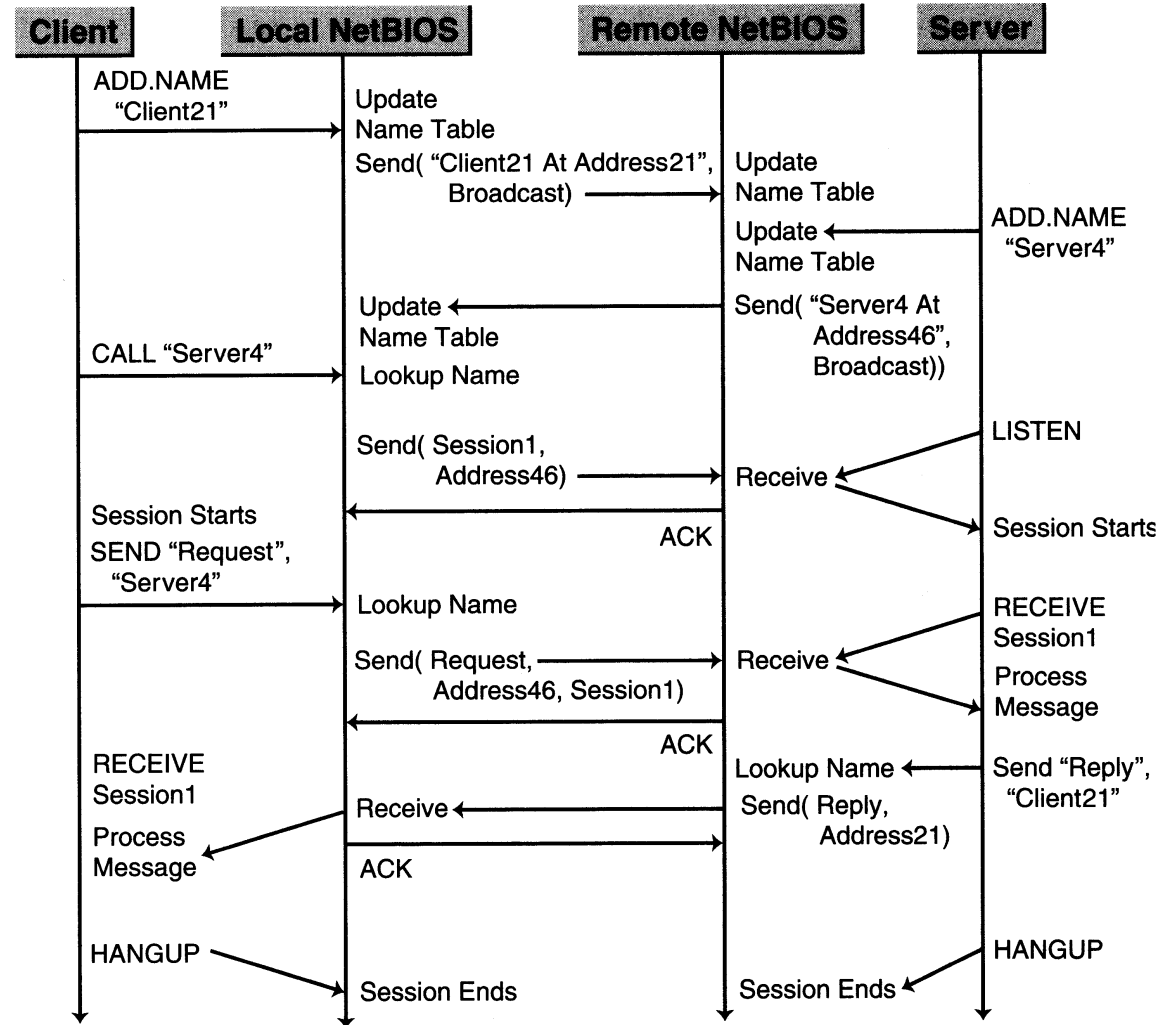 Client
Local NetBIOS
Remote NetBIOS
Server
ADD.NAME
“Client21”
Update
Name Table
Send( “Client21 At Address21”,
Broadcast)
Update
Name Table
ADD.NAME
“Server4”
Update
Name Table
Send( “Server4 At
Address46”,
Broadcast))
Update
Name Table
CALL “Server4”
Lookup Name
LISTEN
Send( Session1,
Address46)
Receive
ACK
Session Starts
Session Starts
SEND “Request”,
“Server4”
Lookup Name
RECEIVE
Session1
Send( Request,
Address46, Session1)
Receive
Process
Message
ACK
RECEIVE
Session1
Lookup Name
Send “Reply”,
“Client21”
Send( Reply,
Address21)
Receive
Process
Message
ACK
HANGUP
HANGUP
Session Ends
Session Ends